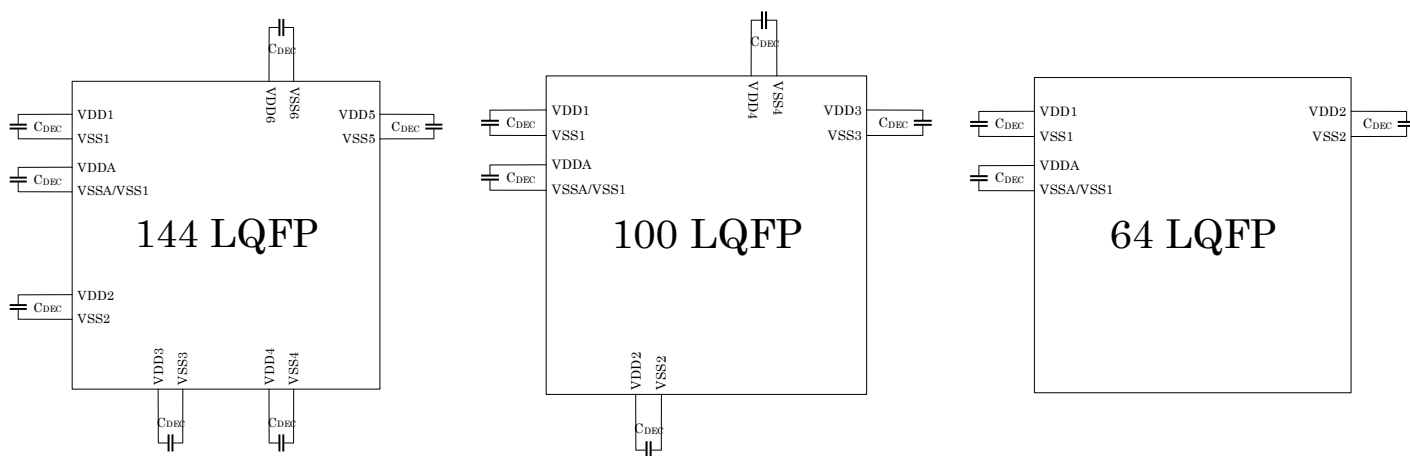 CDEC
VDD6
VSS6
VDD1
CDEC
VSS1
VDD5
CDEC
VSS5
VDDA
CDEC
VSSA/VSS1
144 LQFP
VDD2
CDEC
VSS2
VDD3
VSS3
VDD4
VSS4
CDEC
CDEC
CDEC
VDD4
VSS4
VDD1
CDEC
VSS1
VDD3
CDEC
VSS3
VDDA
CDEC
VSSA/VSS1
100 LQFP
VDD2
VSS2
CDEC
VDD1
CDEC
VSS1
VDD2
CDEC
VSS2
VDDA
CDEC
VSSA/VSS1
64 LQFP